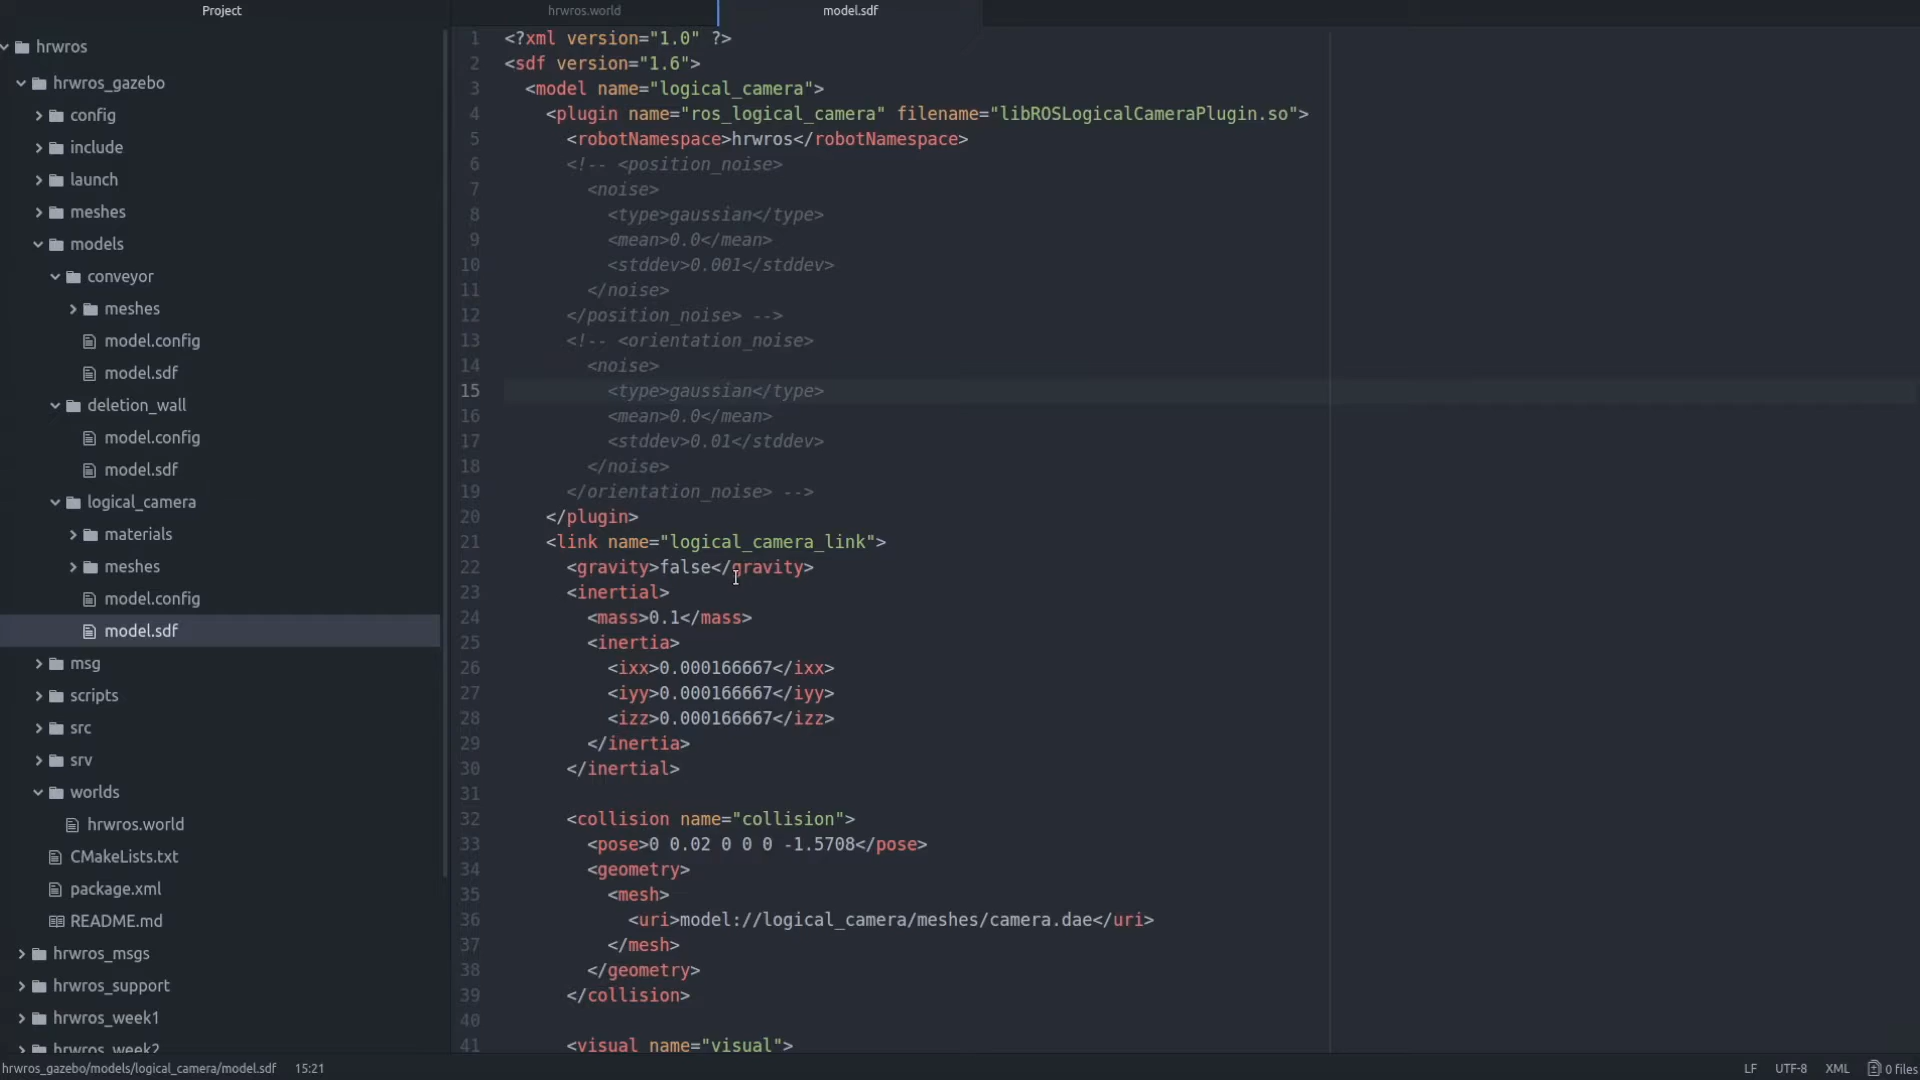 Project
hrwros
hrwros_gazebo
config
include
launch
meshes
models
conveyor
meshes
model.config
model.sdf
deletion_wall
model.config
model.sdf
logical_camera
materials
meshes
model.config
model.sdf
msg
scripts
src
srv
worlds
hrwros.world
CMakeLists.txt
package.xml
README.md
hrwros_msgs
hrwros_support
hrwros_week1
hrwros_week2
hrwros.world
model.sdf
1 <?xml version="1.0" ?>
2 <sdf version="1.6">
3 <model name="logical_camera">
4 <plugin name="ros_logical_camera" filename="libROSLogicalCameraPlugin.so">
5 <robotNamespace>hrwros</robotNamespace>
6 <!-- <position_noise>
7 <noise>
8 <type>gaussian</type>
9 <mean>0.0</mean>
10 <stddev>0.001</stddev>
11 </noise>
12 </position_noise> -->
13 <!-- <orientation_noise>
14 <noise>
15 <type>gaussian</type>
16 <mean>0.0</mean>
17 <stddev>0.01</stddev>
18 </noise>
19 </orientation_noise> -->
20 </plugin>
21 <link name="logical_camera_link">
22 <gravity>false</gravity>
23 <inertial>
24 <mass>0.1</mass>
25 <inertia>
26 <ixx>0.000166667</ixx>
27 <iyy>0.000166667</iyy>
28 <izz>0.000166667</izz>
29 </inertia>
30 </inertial>
31
32 <collision name="collision">
33 <pose>0 0.02 0 0 0 -1.5708</pose>
34 <geometry>
35 <mesh>
36 <uri>model://logical_camera/meshes/camera.dae</uri>
37 </mesh>
38 </geometry>
39 </collision>
40
41 <visual name="visual">
hrwros_gazebo/models/logical_camera/model.sdf 15:21
LF UTF-8 XML 0 files